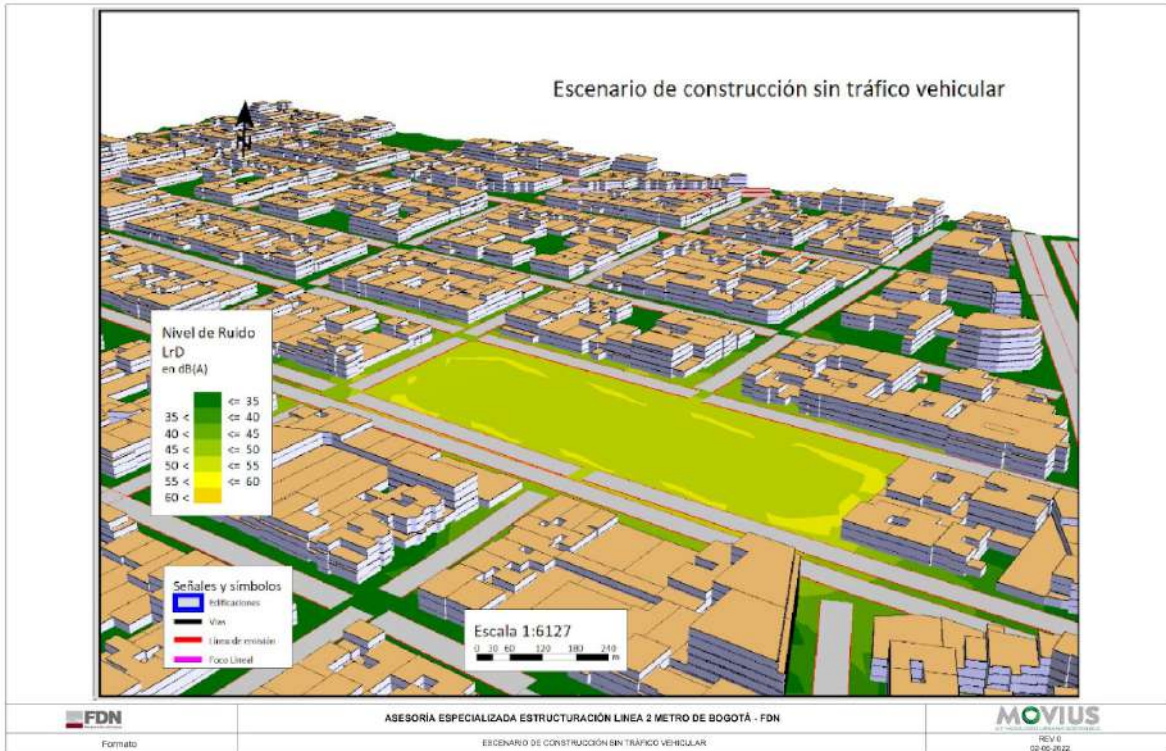 Escenario de construcción sin tráfico vehicular
N
Nivel de Ruido
LrD
en dB(A)
<= 35
35 < <= 40
40 < <= 45
45 < <= 50
50 < <= 55
55 < <= 60
60 <
Señales y símbolos
Edificaciones
Vías
Línea de emisión
Foco Lineal
Escala 1:6127
0 30 60 120 180 240
m
FDN
ASESORÍA ESPECIALIZADA ESTRUCTURACIÓN LINEA 2 METRO DE BOGOTÁ - FDN
MOVIUS
Formato
ESCENARIO DE CONSTRUCCIÓN SIN TRÁFICO VEHICULAR
REV 0
02-05-2022